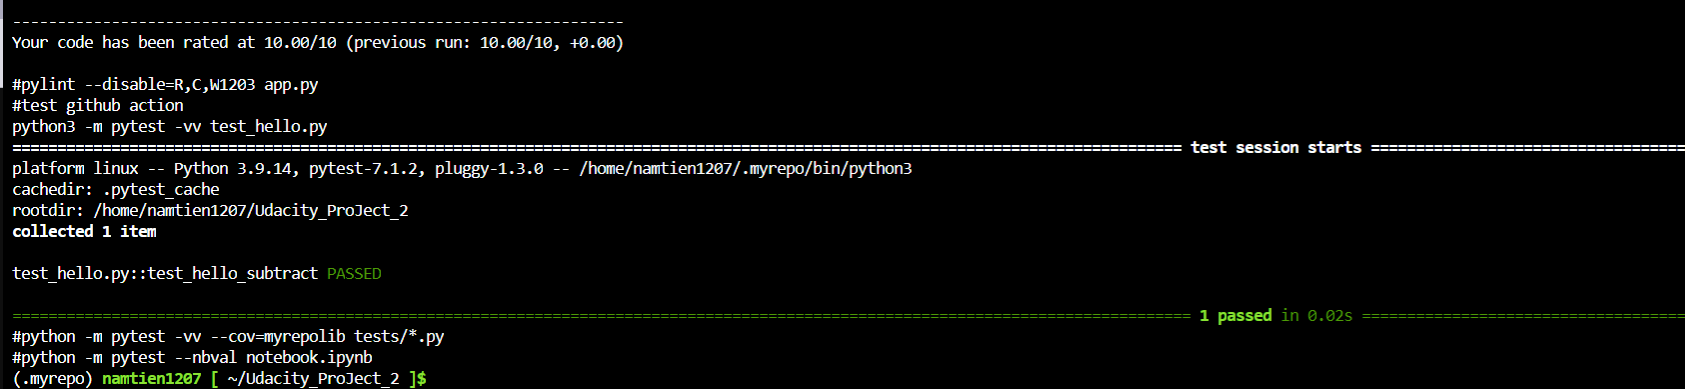 --------------------------------------------------------------------
Your code has been rated at 10.00/10 (previous run: 10.00/10, +0.00)
#pylint --disable=R,C,W1203 app.py
#test github action
python3 -m pytest -vv test_hello.py
================================================================================================================================== test session starts ===================================
platform linux -- Python 3.9.14, pytest-7.1.2, pluggy-1.3.0 -- /home/namtien1207/.myrepo/bin/python3
cachedir: .pytest_cache
rootdir: /home/namtien1207/Udacity_ProJect_2
collected 1 item
test_hello.py::test_hello_subtract PASSED
=================================================================================================================================== 1 passed in 0.02s ====================================
#python -m pytest -vv --cov=myrepolib tests/*.py
#python -m pytest --nbval notebook.ipynb
(.myrepo) namtien1207 [ ~/Udacity_ProJect_2 ]$